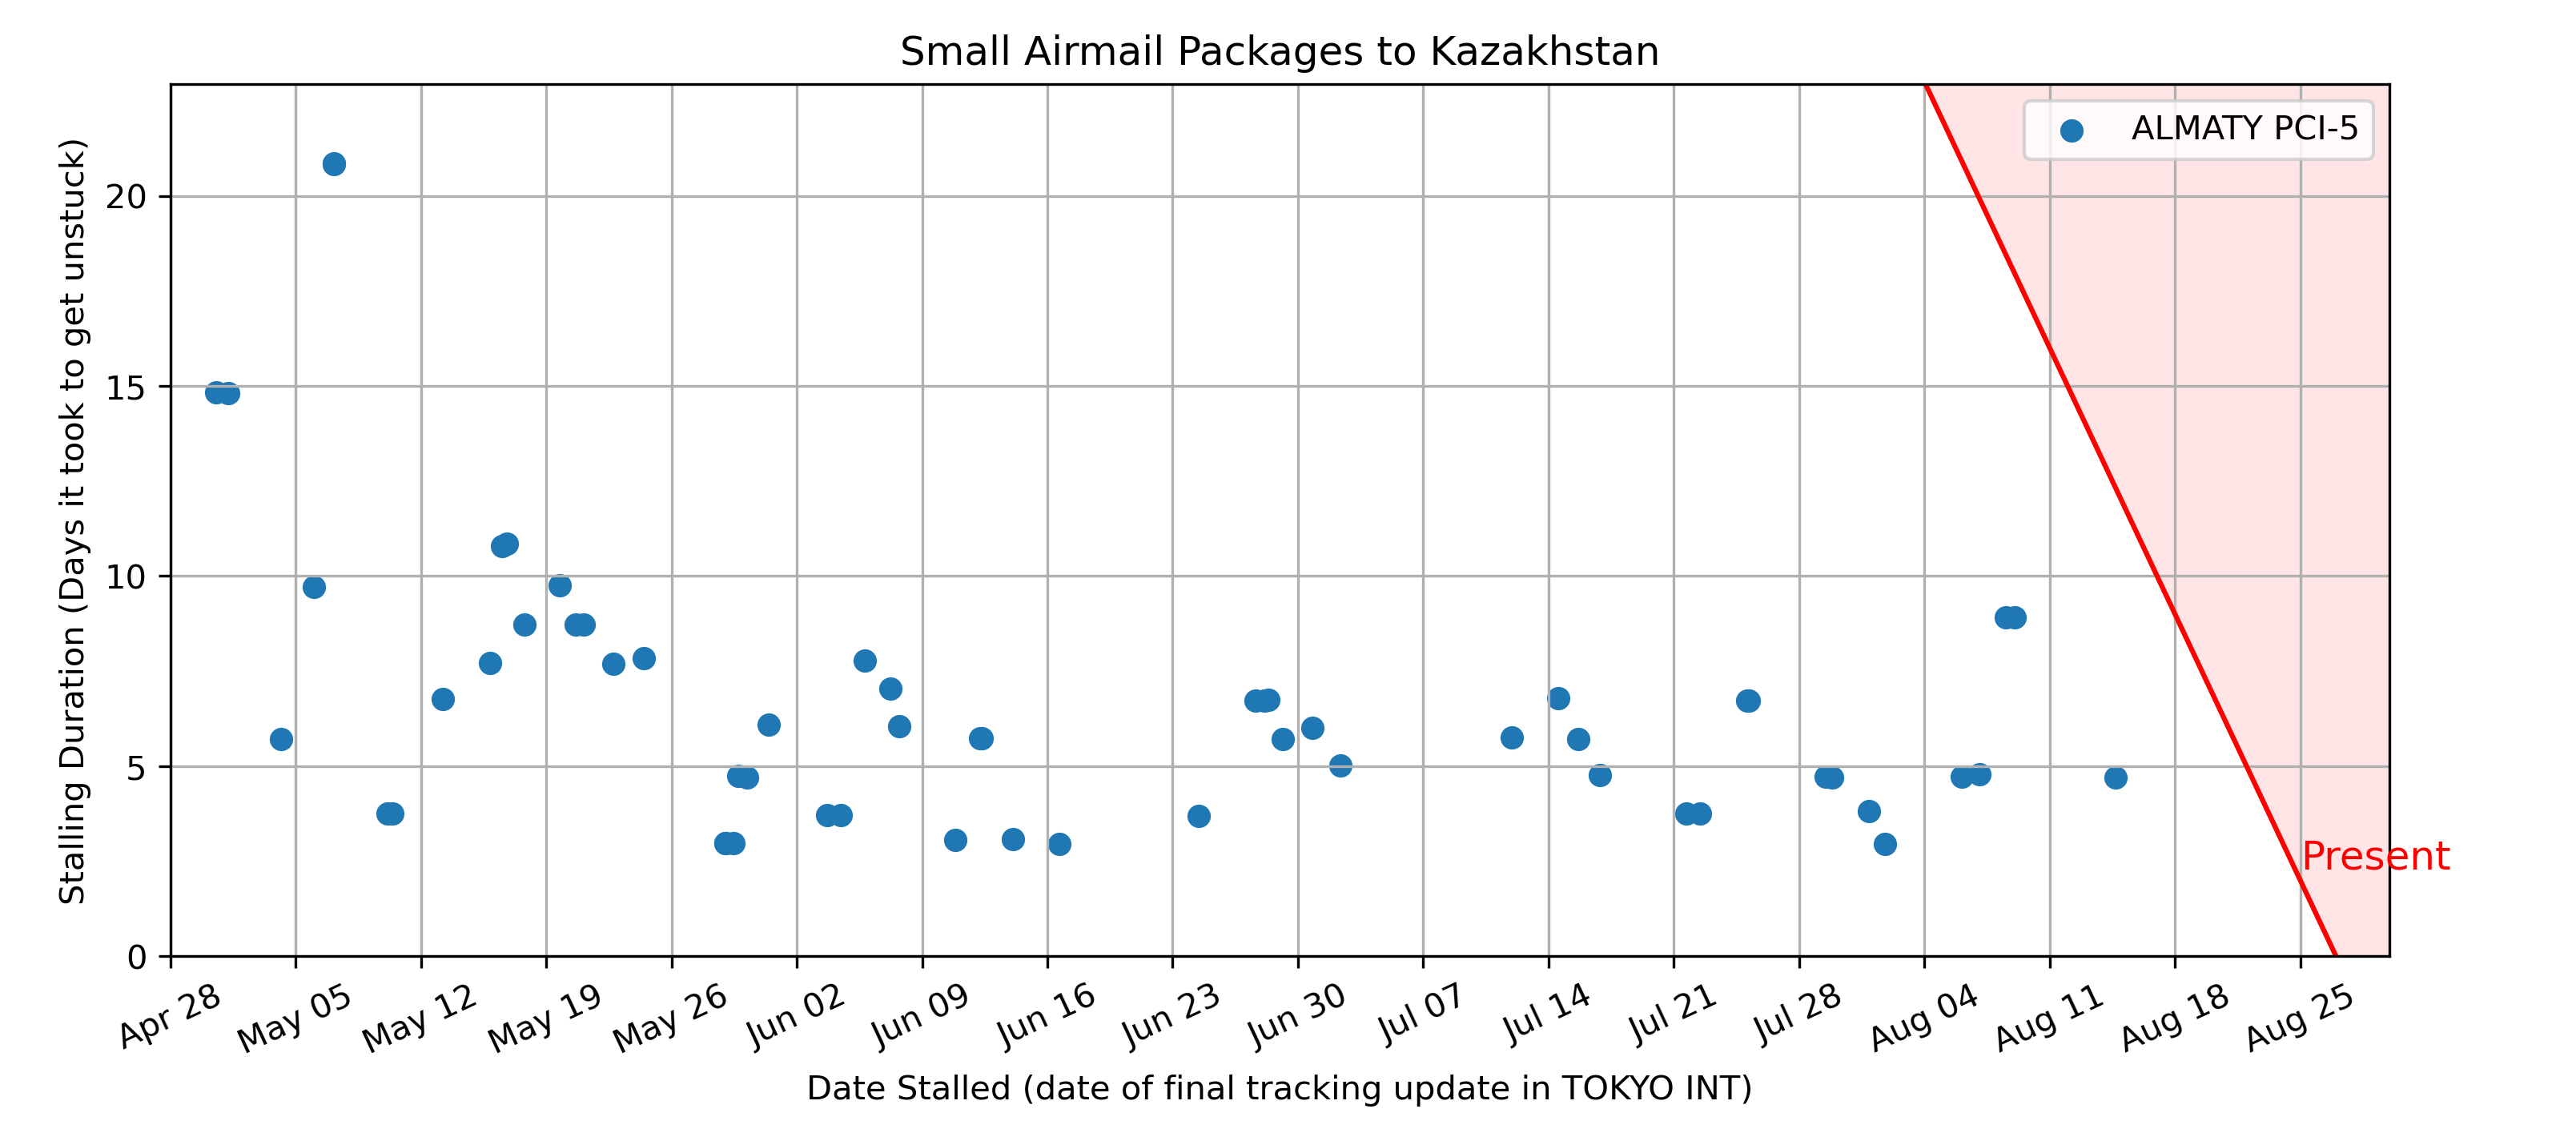 Small Airmail Packages to Kazakhstan
ALMATY PCI-5
Stalling Duration (Days it took to get unstuck)
20
15
10
5
0
Present
Apr 28
May 05
May 12
May 19
May 26
Jun 02
Jun 09
Jun 16
Jun 23
Jun 30
Jul 07
Jul 14
Jul 21
Jul 28
Aug 04
Aug 11
Aug 18
Aug 25
Date Stalled (date of final tracking update in TOKYO INT)